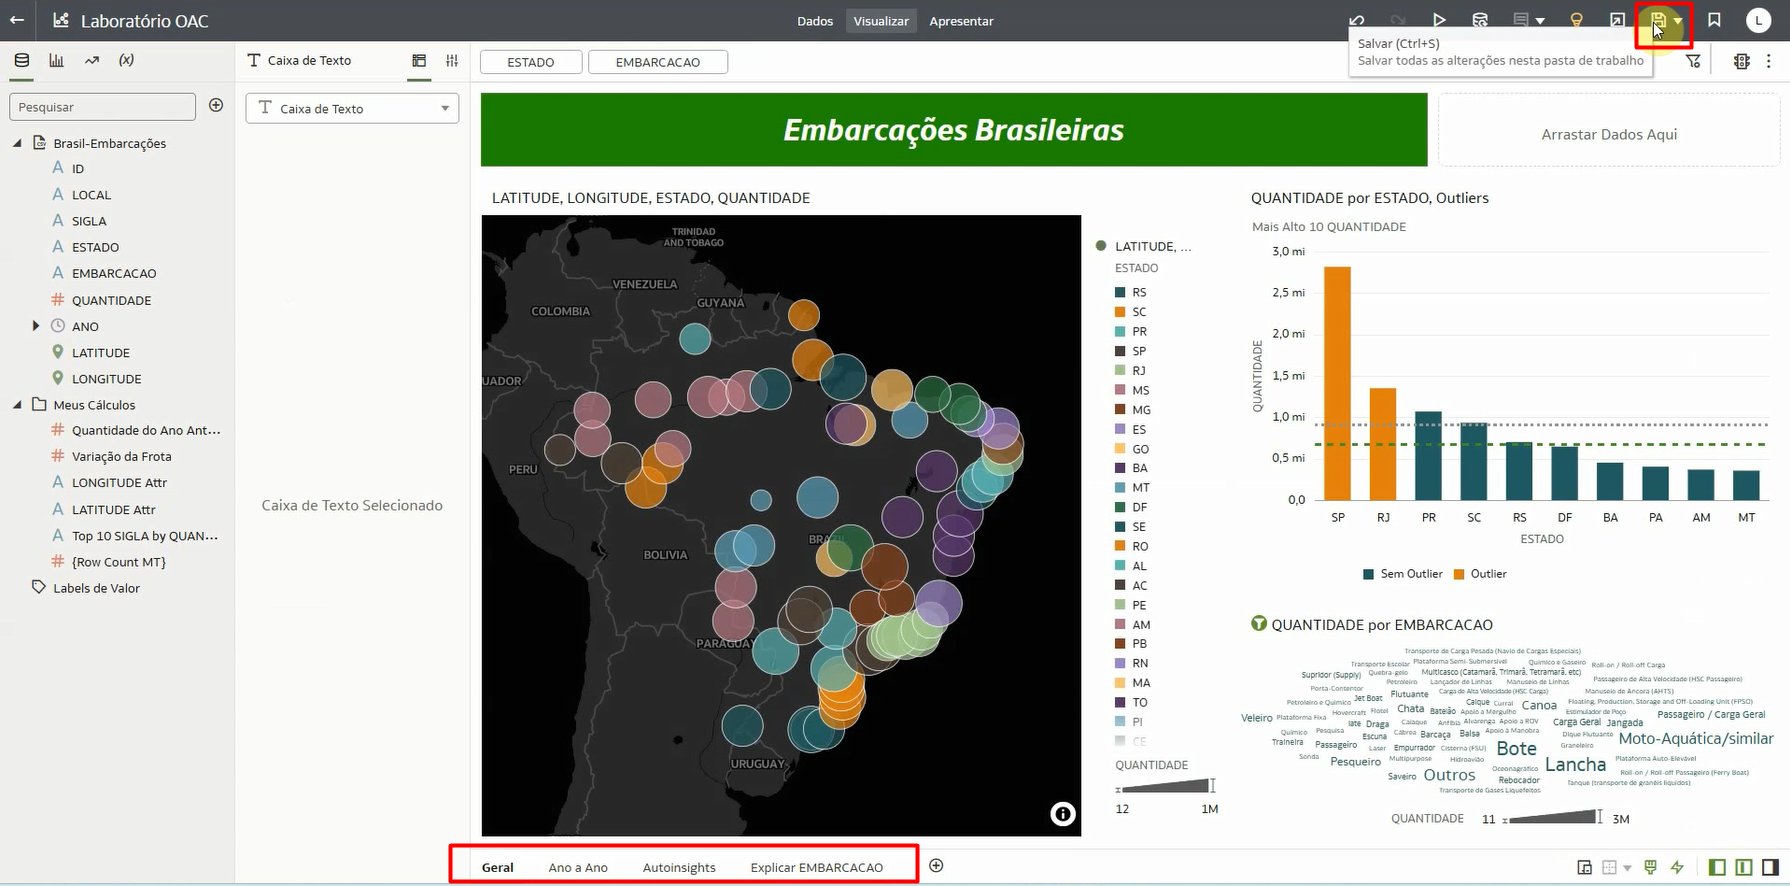 Laboratório OAC
Dados
Visualizar
Apresentar
L
Salvar (Ctrl+S)
Salvar todas as alterações nesta pasta de trabalho
(x)
T Caixa de Texto
ESTADO
EMBARCACAO
Pesquisar
T Caixa de Texto
Brasil-Embarcações
A ID
A LOCAL
A SIGLA
A ESTADO
A EMBARCACAO
# QUANTIDADE
ANO
LATITUDE
LONGITUDE
Meus Cálculos
# Quantidade do Ano Ant...
# Variação da Frota
A LONGITUDE Attr
A LATITUDE Attr
A Top 10 SIGLA by QUAN...
# {Row Count MT}
Labels de Valor
Caixa de Texto Selecionado
Embarcações Brasileiras
Arrastar Dados Aqui
LATITUDE, LONGITUDE, ESTADO, QUANTIDADE
TRINIDAD
AND TOBAGO
VENEZUELA
GUYANA
COLOMBIA
UADOR
PERU
BRAZIL
BOLIVIA
PARAGUAY
URUGUAY
LATITUDE, ...
ESTADO
RS
SC
PR
SP
RJ
MS
MG
ES
GO
BA
MT
DF
SE
RO
AL
AC
PE
AM
PB
RN
MA
TO
PI
CE
QUANTIDADE
12
1M
QUANTIDADE por ESTADO, Outliers
Mais Alto 10 QUANTIDADE
QUANTIDADE
3,0 mi
2,5 mi
2,0 mi
1,5 mi
1,0 mi
0,5 mi
0,0
SP RJ PR SC RS DF BA PA AM MT
ESTADO
Sem Outlier
Outlier
QUANTIDADE por EMBARCACAO
Transporte de Carga Pesada (Navio de Cargas Especiais)
Transporte Escolar Plataforma Semi-Submersível Químico e Gaseiro Roll-on / Roll-off Carga
Supridor (Supply) Quebra-gelo Multicasco (Catamarã, Trimarã, Tetramarã, etc)
Petroleiro Lançador de Linhas Manuseio de Linhas Passageiro de Alta Velocidade (HSC Passageiro)
Porta-Contentor Jet Boat Flutuante Carga de Alta Velocidade (HSC Carga) Manuseio de Âncora (AHTS)
Petroleiro e Químico Caique Curral Canoa Floating, Production, Storage and Off-Loading Unit (FPSO)
Hovercraft Flotel Chata Batelão Apoio a Mergulho Estimulador de Poço
Veleiro Plataforma Fixa Iate Draga Caiaque Anfíbia Alvarenga Apoio a ROV Carga Geral Jangada Passageiro / Carga Geral
Químico Pesquisa Escuna Cábrea Barcaça Balsa Apoio à Manobra Dique Flutuante
Traineira Passageiro Laser Empurrador Cisterna (FSU) Bote Graneleiro Moto-Aquática/similar
Sonda Pesqueiro Multipurpose Hidroavião Lancha Plataforma Auto-Elevável
Saveiro Outros Oceanográfico Rebocador Roll-on / Roll-off Passageiro (Ferry Boat)
Tanque (transporte de granéis líquidos)
Transporte de Gases Liquefeitos
QUANTIDADE 11 3M
Geral
Ano a Ano
Autoinsights
Explicar EMBARCACAO